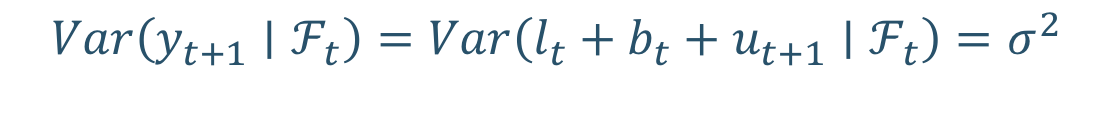 Var(y_{t+1} | ℱ_t) = Var(l_t + b_t + u_{t+1} | ℱ_t) = σ²